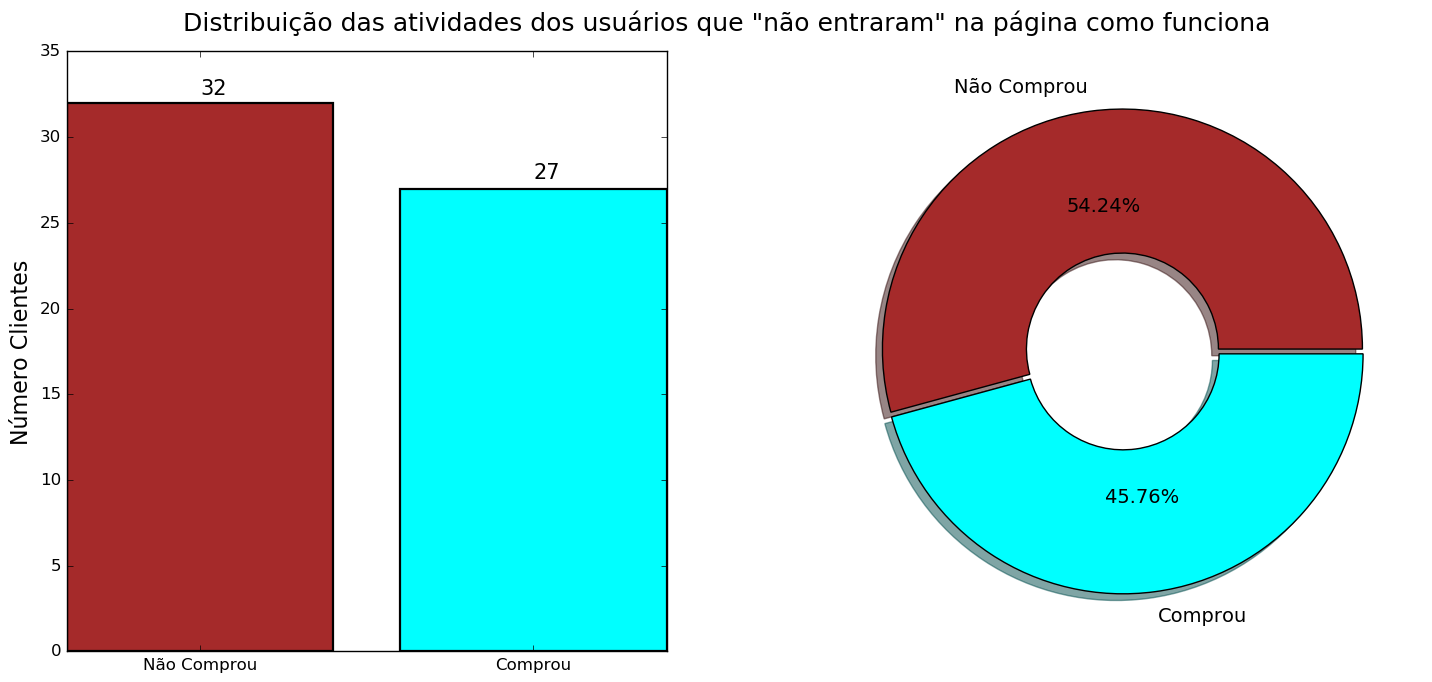 Distribuição das atividades dos usuários que "não entraram" na página como funciona
35
30
25
20
15
10
5
0
Número Clientes
32
27
Não Comprou
Comprou
Não Comprou
54.24%
45.76%
Comprou